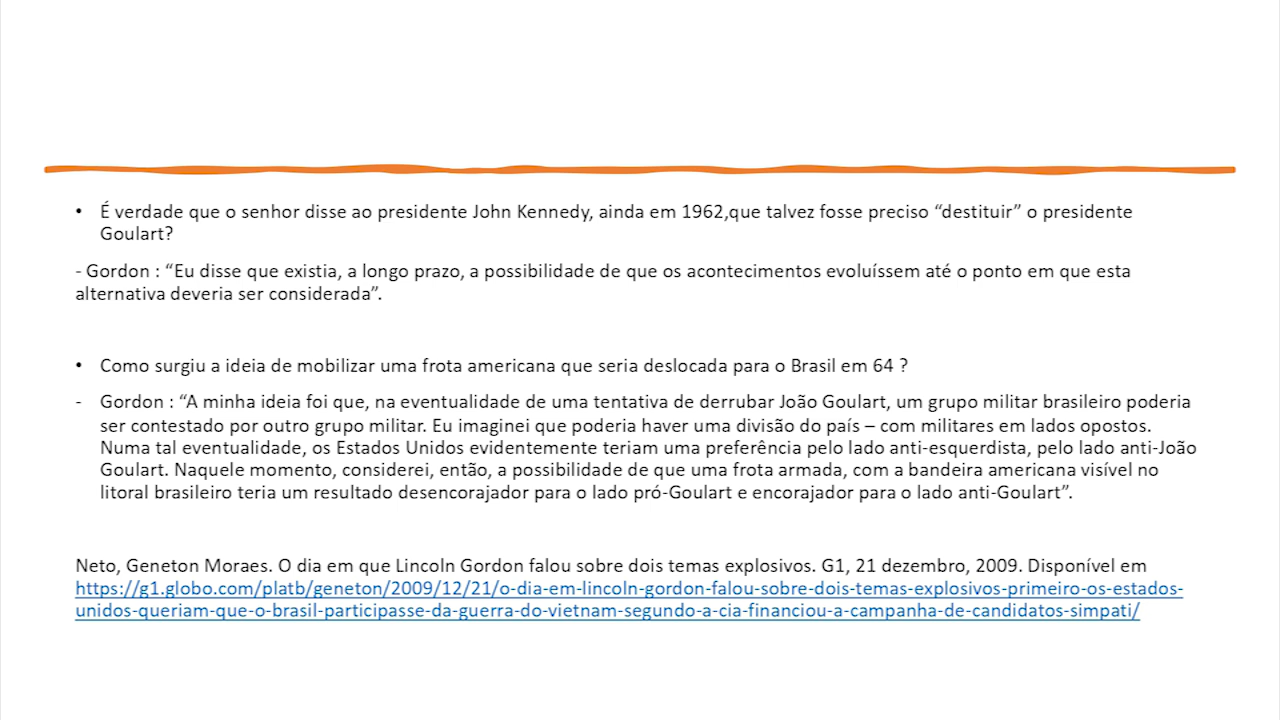 • É verdade que o senhor disse ao presidente John Kennedy, ainda em 1962,que talvez fosse preciso “destituir” o presidente
Goulart?
- Gordon : “Eu disse que existia, a longo prazo, a possibilidade de que os acontecimentos evoluíssem até o ponto em que esta
alternativa deveria ser considerada”.
• Como surgiu a ideia de mobilizar uma frota americana que seria deslocada para o Brasil em 64 ?
- Gordon : “A minha ideia foi que, na eventualidade de uma tentativa de derrubar João Goulart, um grupo militar brasileiro poderia
ser contestado por outro grupo militar. Eu imaginei que poderia haver uma divisão do país – com militares em lados opostos.
Numa tal eventualidade, os Estados Unidos evidentemente teriam uma preferência pelo lado anti-esquerdista, pelo lado anti-João
Goulart. Naquele momento, considerei, então, a possibilidade de que uma frota armada, com a bandeira americana visível no
litoral brasileiro teria um resultado desencorajador para o lado pró-Goulart e encorajador para o lado anti-Goulart”.
Neto, Geneton Moraes. O dia em que Lincoln Gordon falou sobre dois temas explosivos. G1, 21 dezembro, 2009. Disponível em
https://g1.globo.com/platb/geneton/2009/12/21/o-dia-em-lincoln-gordon-falou-sobre-dois-temas-explosivos-primeiro-os-estados-
unidos-queriam-que-o-brasil-participasse-da-guerra-do-vietnam-segundo-a-cia-financiou-a-campanha-de-candidatos-simpati/